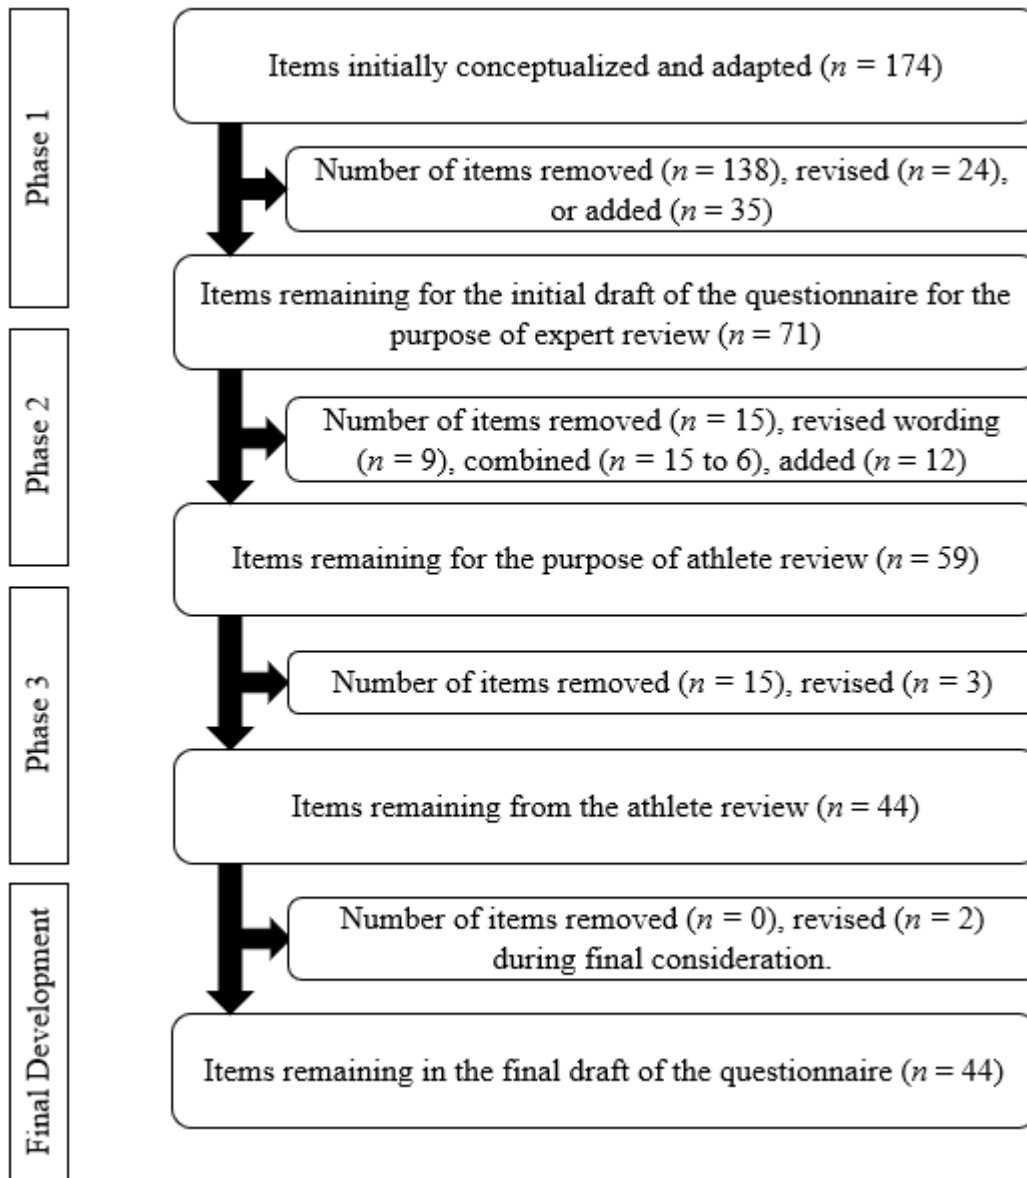 Phase 1
Items initially conceptualized and adapted (n = 174)
Number of items removed (n = 138), revised (n = 24),
or added (n = 35)
Items remaining for the initial draft of the questionnaire for the
purpose of expert review (n = 71)
Phase 2
Number of items removed (n = 15), revised wording
(n = 9), combined (n = 15 to 6), added (n = 12)
Items remaining for the purpose of athlete review (n = 59)
Phase 3
Number of items removed (n = 15), revised (n = 3)
Items remaining from the athlete review (n = 44)
Final Development
Number of items removed (n = 0), revised (n = 2)
during final consideration.
Items remaining in the final draft of the questionnaire (n = 44)